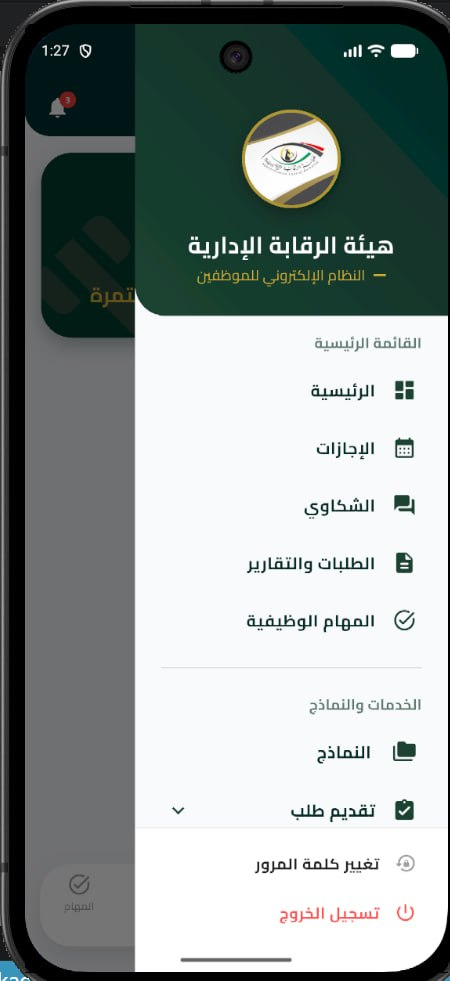 1:27
3
هيئة الرقابة الإدارية
النظام الإلكتروني للموظفين
القائمة الرئيسية
الرئيسية
الإجازات
الشكاوي
الطلبات والتقارير
المهام الوظيفية
الخدمات والنماذج
النماذج
تقديم طلب
تغيير كلمة المرور
تسجيل الخروج
المهام